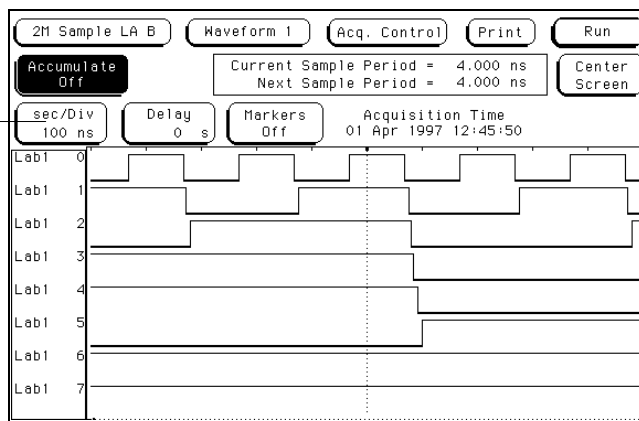 2M Sample LA B Waveform 1 Acq. Control Print Run
Accumulate
Off
Current Sample Period = 4.000 ns
Next Sample Period = 4.000 ns
Center
Screen
sec/Div
100 ns
Delay
0 s
Markers
Off
Acquisition Time
01 Apr 1997 12:45:50
Lab1 0
Lab1 1
Lab1 2
Lab1 3
Lab1 4
Lab1 5
Lab1 6
Lab1 7